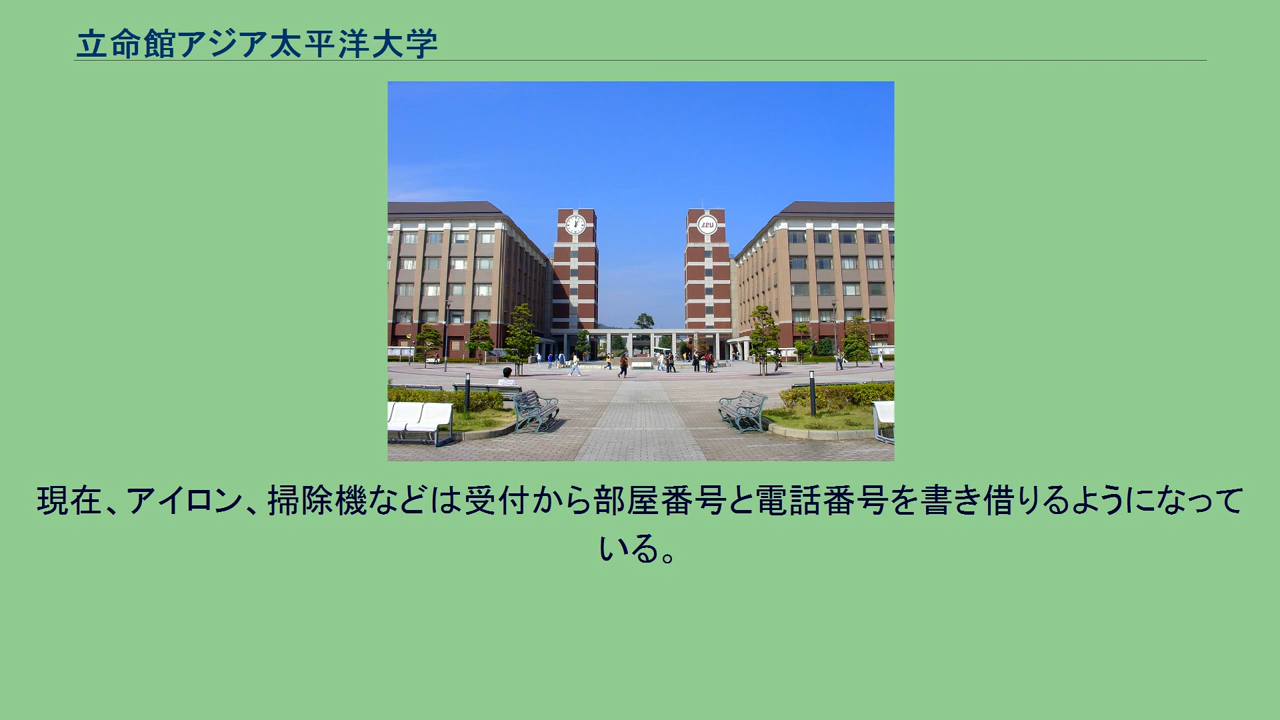 立命館アジア太平洋大学
APU
現在、アイロン、掃除機などは受付から部屋番号と電話番号を書き借りるようになって
いる。